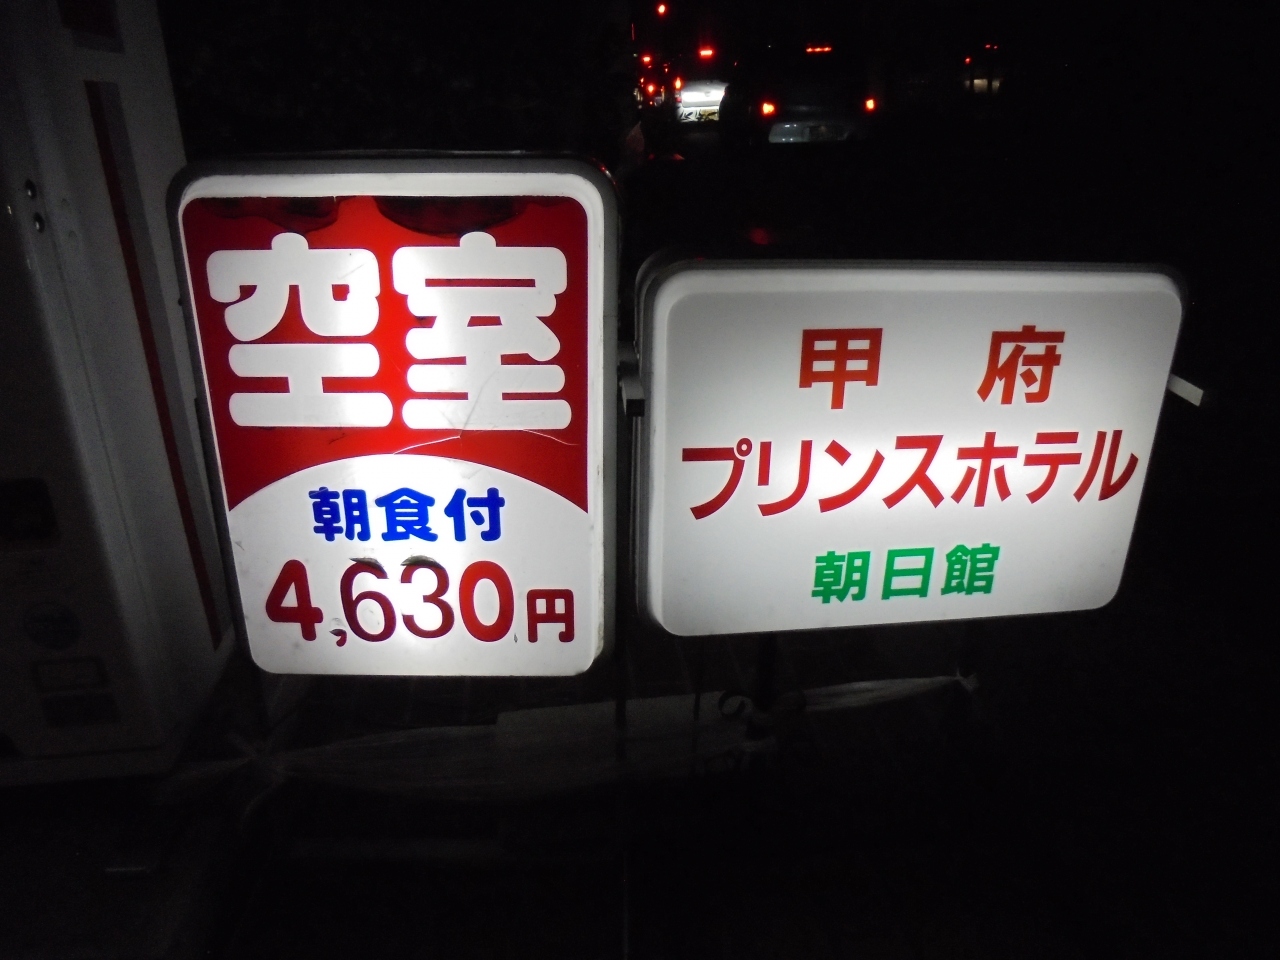 空室
朝食付
4,630円
甲府
プリンスホテル
朝日館